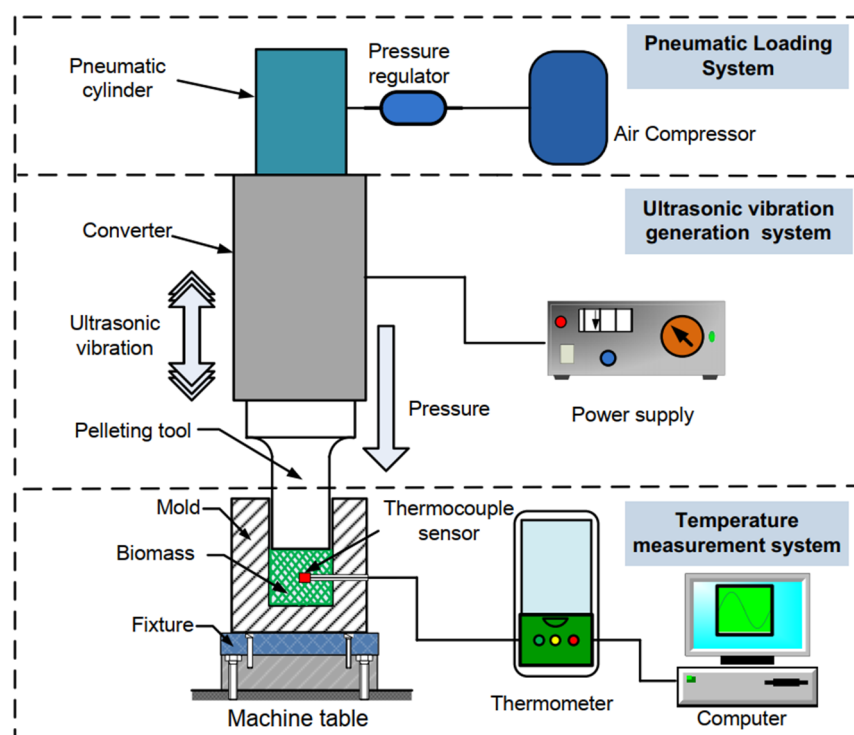 Pneumatic
cylinder
Pressure
regulator
Air Compressor
Pneumatic Loading
System
Converter
Ultrasonic
vibration
Pelleting tool
Pressure
Power supply
Ultrasonic vibration
generation system
Mold
Biomass
Fixture
Thermocouple
sensor
Machine table
Thermometer
Computer
Temperature
measurement system